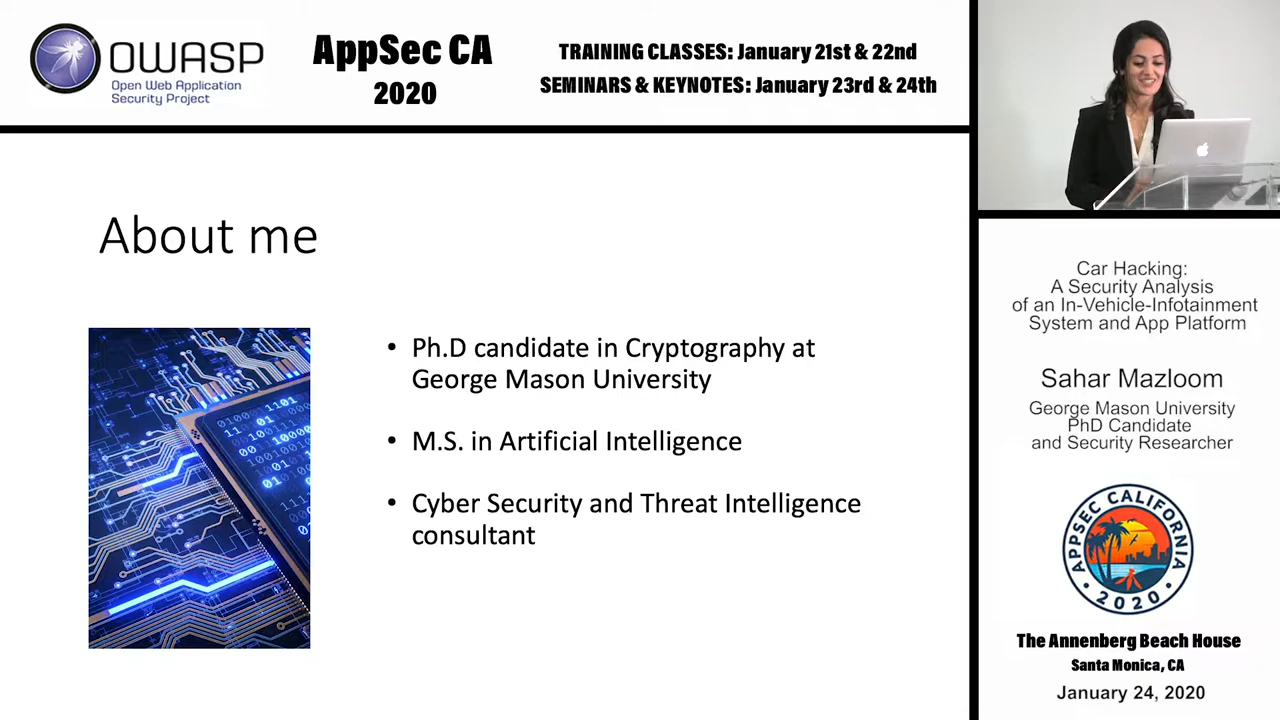 OWASP
Open Web Application
Security Project
AppSec CA
2020
TRAINING CLASSES: January 21st & 22nd
SEMINARS & KEYNOTES: January 23rd & 24th
About me
• Ph.D candidate in Cryptography at
George Mason University
• M.S. in Artificial Intelligence
• Cyber Security and Threat Intelligence
consultant
Car Hacking:
A Security Analysis
of an In-Vehicle-Infotainment
System and App Platform
Sahar Mazloom
George Mason University
PhD Candidate
and Security Researcher
APPSEC CALIFORNIA
• 2020 •
The Annenberg Beach House
Santa Monica, CA
January 24, 2020